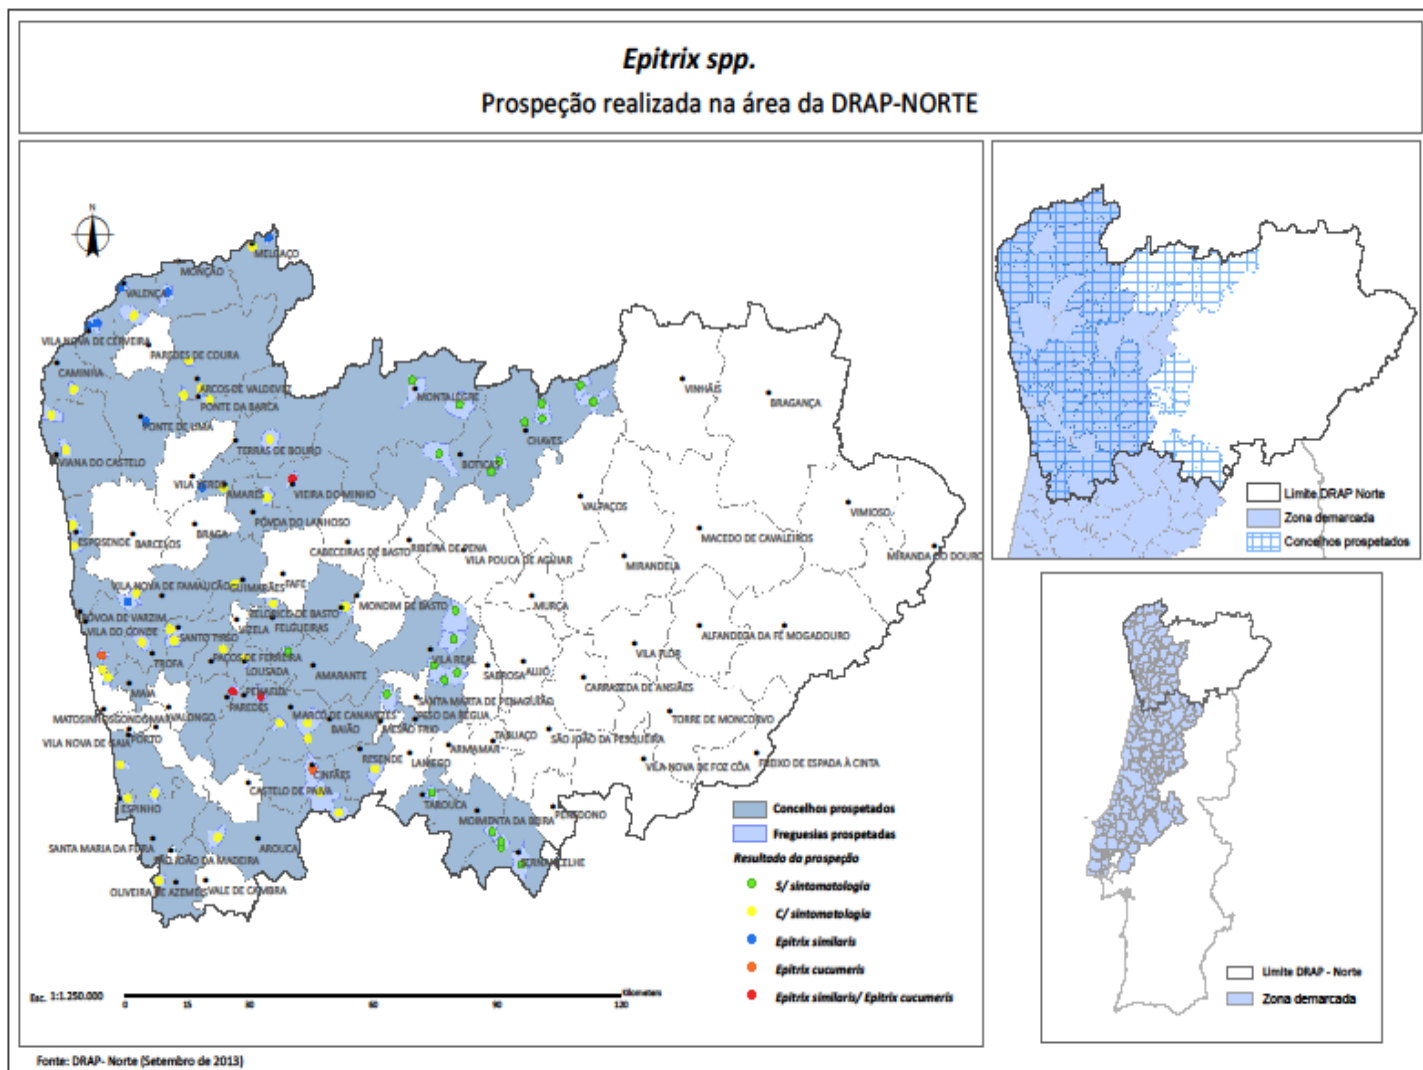 Epitrix spp.
Prospeção realizada na área da DRAP-NORTE
N
MELGAÇO
MONÇÃO
VALENÇA
VILA NOVA DE CERVEIRA
PAREDES DE COURA
CAMINHA
ARCOS DE VALDEVEZ
PONTE DA BARCA
MONTALEGRE
VINHAIS
BRAGANÇA
PONTE DE LIMA
CHAVES
TERRAS DE BOURO
VIANA DO CASTELO
BOTICAS
VILA VERDE
AMARES
VIEIRA DO MINHO
VALPAÇOS
VIMIOSO
PÓVOA DO LANHOSO
BRAGA
ESPOSENDE
BARCELOS
MACEDO DE CAVALEIROS
CABECEIRAS DE BASTO
RIBEIRA DE PENA
VILA POUCA DE AGUIAR
MIRANDELA
MIRANDA DO DOURO
FAFE
VILA NOVA DE FAMALICÃO
GUIMARÃES
MONDIM DE BASTO
MURÇA
CELORICO DE BASTO
PÓVOA DE VARZIM
VIZELA
FELGUEIRAS
VILA DO CONDE
SANTO TIRSO
ALFANDEGA DA FÉ
MOGADOURO
TROFA
PAÇOS DE FERREIRA
LOUSADA
VILA REAL
VILA FLOR
AMARANTE
SABROSA
ALIJO
CARRAZEDA DE ANSIÃES
MAIA
PENAFIEL
PAREDES
SANTA MARTA DE PENAGUIÃO
MATOSINHOS
GONDOMAR
VALONGO
MARCO DE CANAVEZES
PESO DA RÉGUA
TORRE DE MONCORVO
BAIÃO
MESÃO FRIO
VILA NOVA DE GAIA
PORTO
TABUAÇO
SÃO JOÃO DA PESQUEIRA
ARMAMAR
RESENDE
LAMEGO
VILA NOVA DE FOZ CÔA
FREIXO DE ESPADA À CINTA
CINFÃES
CASTELO DE PAIVA
ESPINHO
TAROUCA
MOIMENTA DA BEIRA
PENEDONO
SANTA MARIA DA FEIRA
AROUCA
SÃO JOÃO DA MADEIRA
SERNANCELHE
OLIVEIRA DE AZEMEIS
VALE DE CAMBRA
Concelhos prospetados
Freguesias prospetadas
Resultado da prospeção
S/ sintomatologia
C/ sintomatologia
Epitrix similaris
Epitrix cucumeris
Epitrix similaris/ Epitrix cucumeris
Esc. 1:1.250.000
0 15 30 60 90 120
Kilometers
Limite DRAP Norte
Zona demarcada
Concelhos prospetados
Limite DRAP - Norte
Zona demarcada
Fonte: DRAP- Norte (Setembro de 2013)